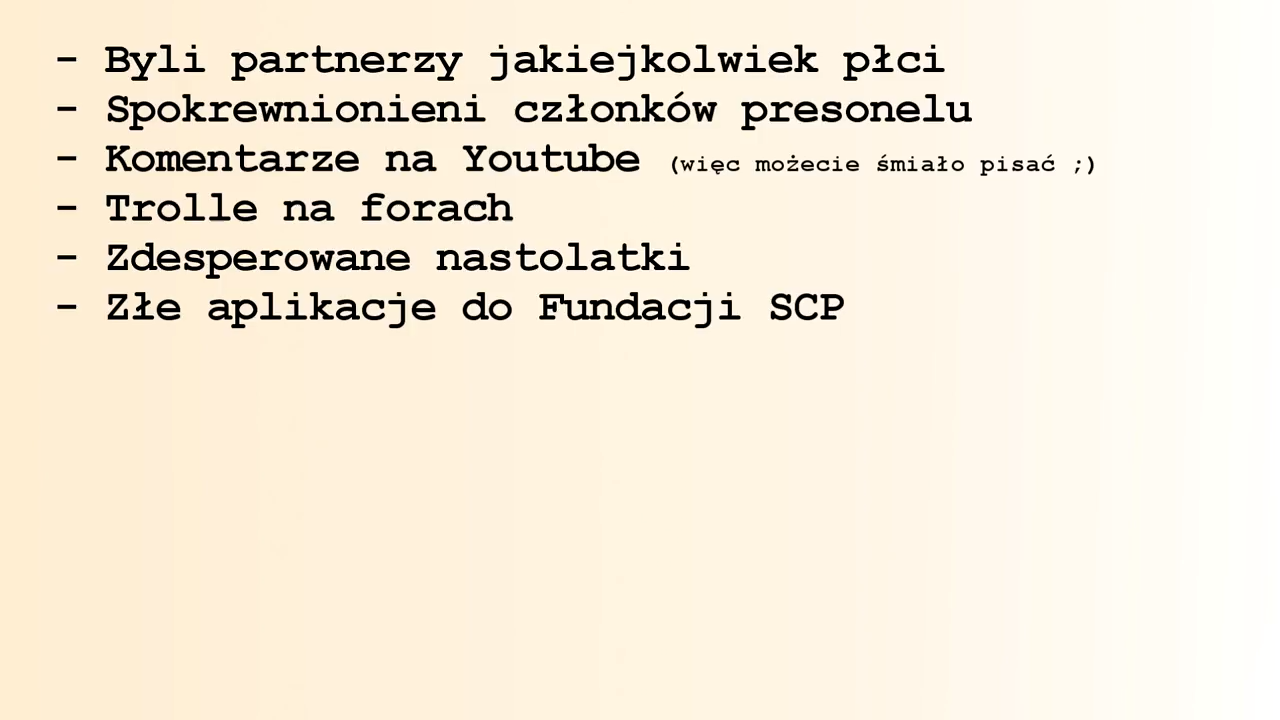 - Byli partnerzy jakiejkolwiek płci
- Spokrewnionieni członków presonelu
- Komentarze na Youtube (więc możecie śmiało pisać ;)
- Trolle na forach
- Zdesperowane nastolatki
- Złe aplikacje do Fundacji SCP